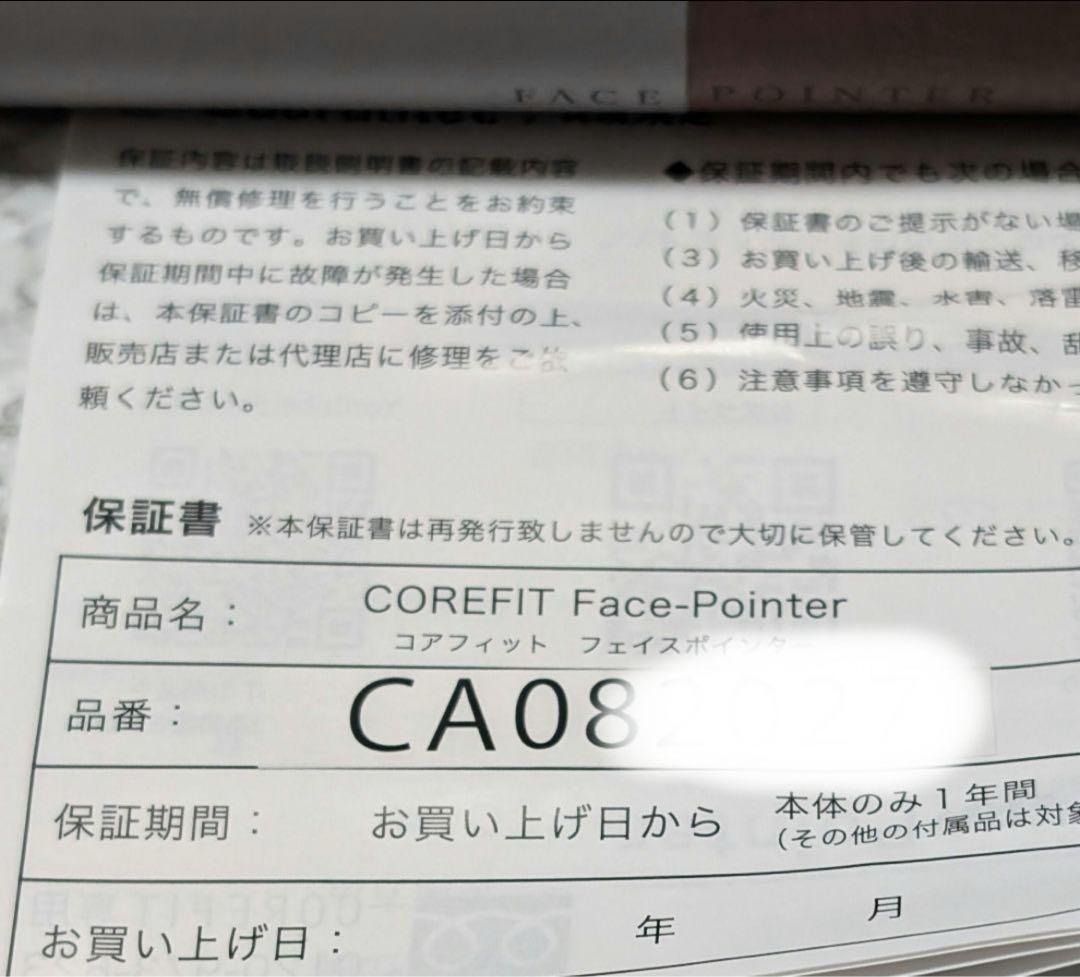 FACE POINTER
保証内容は取扱説明書の記載内容
で、無償修理を行うことをお約束
するものです。お買い上げ日から
保証期間中に故障が発生した場合
は、本保証書のコピーを添付の上、
販売店または代理店に修理をご依
頼ください。
◆保証期間内でも次の場合
（1）保証書のご提示がない場
（3）お買い上げ後の輸送、移
（4）火災、地震、水害、落雷
（5）使用上の誤り、事故、乱
（6）注意事項を遵守しなかっ
保証書 ※本保証書は再発行致しませんので大切に保管してください。
商品名： COREFIT Face-Pointer
コアフィット フェイスポインター
品番： CA08
保証期間： お買い上げ日から 本体のみ1年間
（その他の付属品は対象
お買い上げ日： 年 月